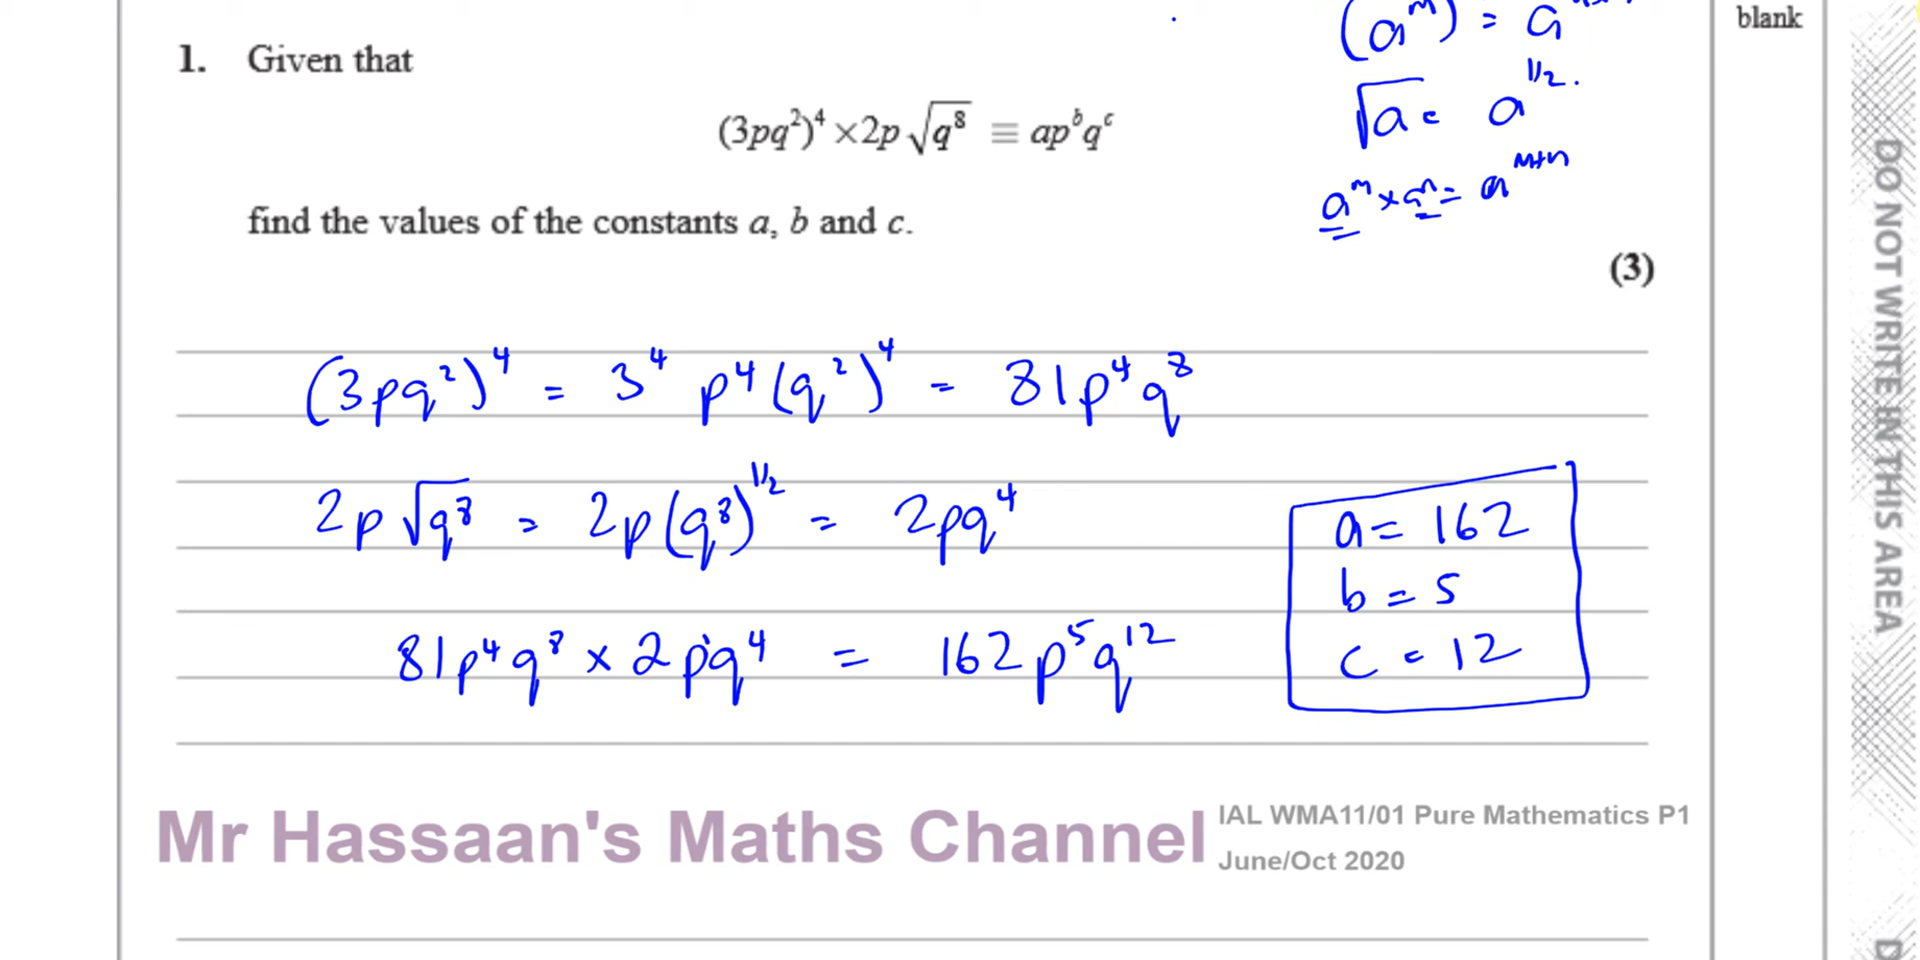 (aᵐ) = a
blank
1. Given that
√a = a^1/2.
(3pq²)⁴ ×2p√q⁸ ≡ apᵇqᶜ
aᵐ × aⁿ = a^m+n
find the values of the constants a, b and c.
(3)
(3pq²)⁴ = 3⁴ p⁴(q²)⁴ = 81p⁴q⁸
2p√q⁸ = 2p(q⁸)^1/2 = 2pq⁴
a = 162
b = 5
81p⁴q⁸ × 2p'q⁴ = 162p⁵q¹²
c = 12
Mr Hassaan's Maths Channel
IAL WMA11/01 Pure Mathematics P1
June/Oct 2020
DO NOT WRITE IN THIS AREA
D